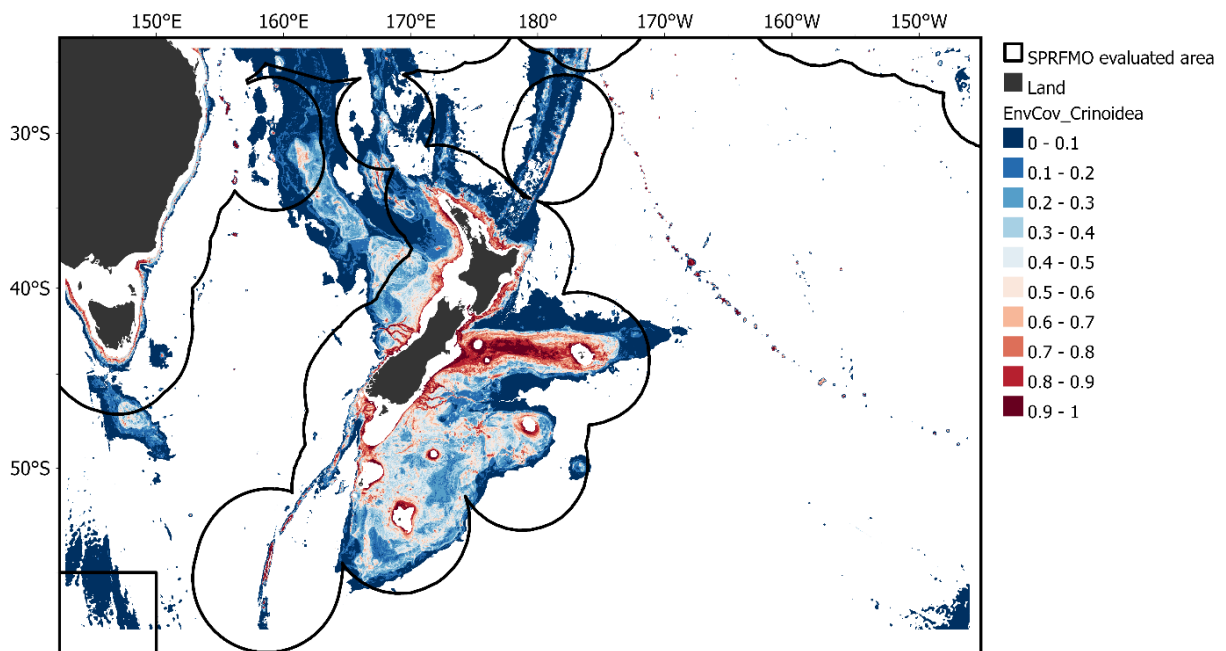 150°E 160°E 170°E 180° 170°W 160°W 150°W
30°S
40°S
50°S
SPRFMO evaluated area
Land
EnvCov_Crinoidea
0 - 0.1
0.1 - 0.2
0.2 - 0.3
0.3 - 0.4
0.4 - 0.5
0.5 - 0.6
0.6 - 0.7
0.7 - 0.8
0.8 - 0.9
0.9 - 1